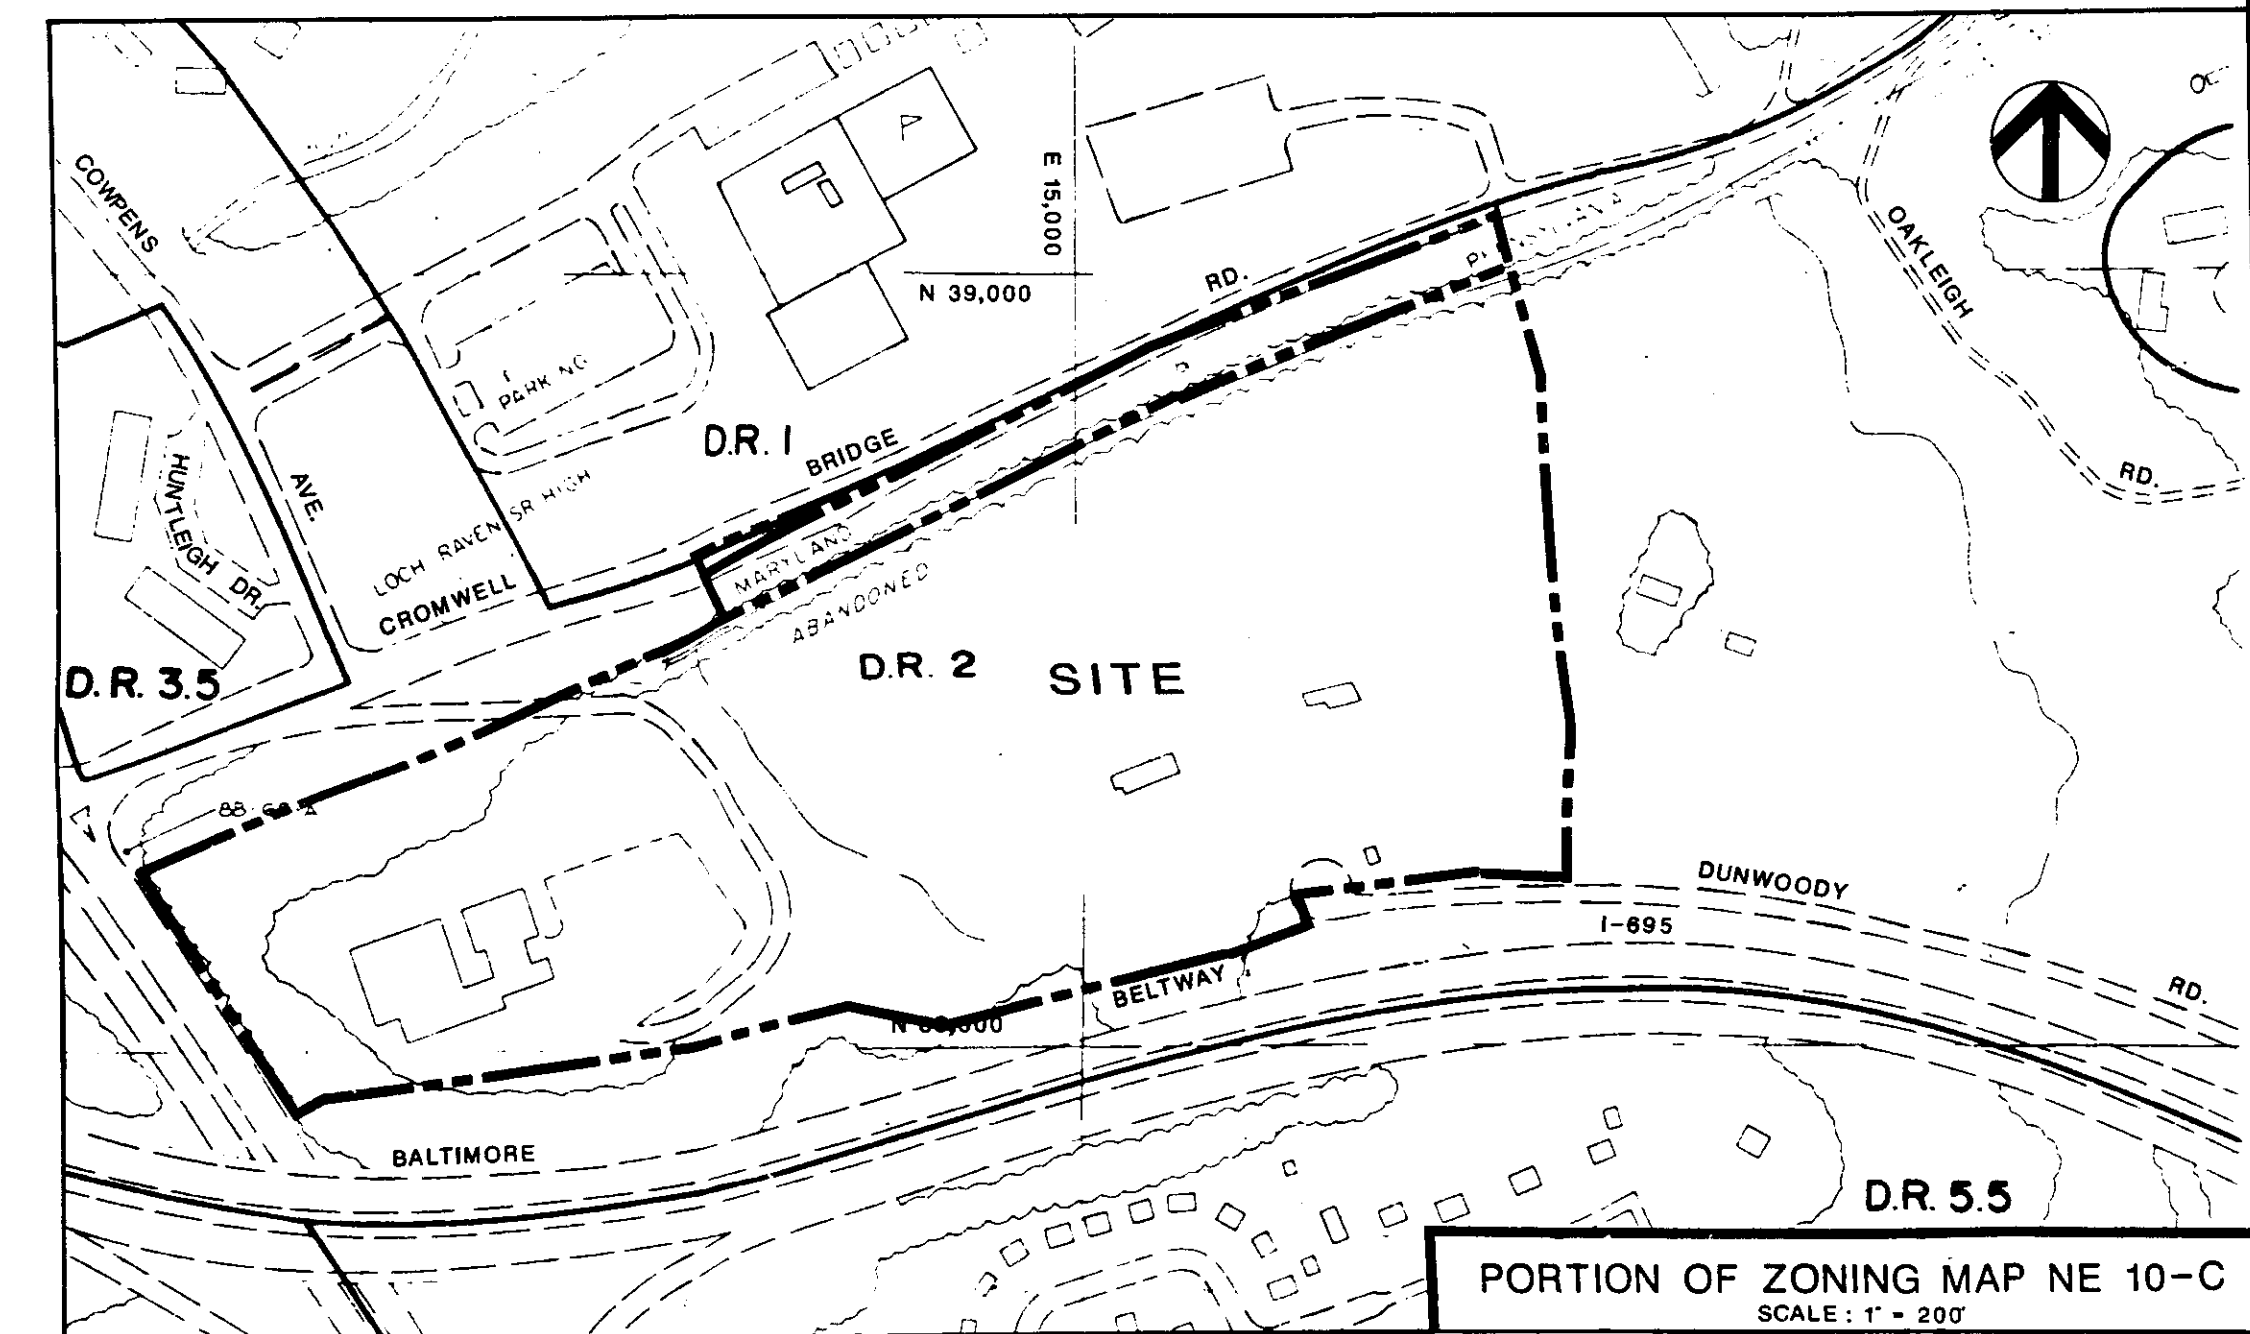 COWPENS
AVE.
HUNTLEIGH DR.
D.R. 3.5
LOCH RAVEN SR HIGH
CROMWELL
BRIDGE
RD.
D.R. 1
E 15,000
N 39,000
OAKLEIGH
RD.
MARYLAND
ABANDONED
D.R. 2
SITE
DUNWOODY
RD.
I-695
BELTWAY
BALTIMORE
D.R. 5.5
PORTION OF ZONING MAP NE 10-C
SCALE: 1" = 200'